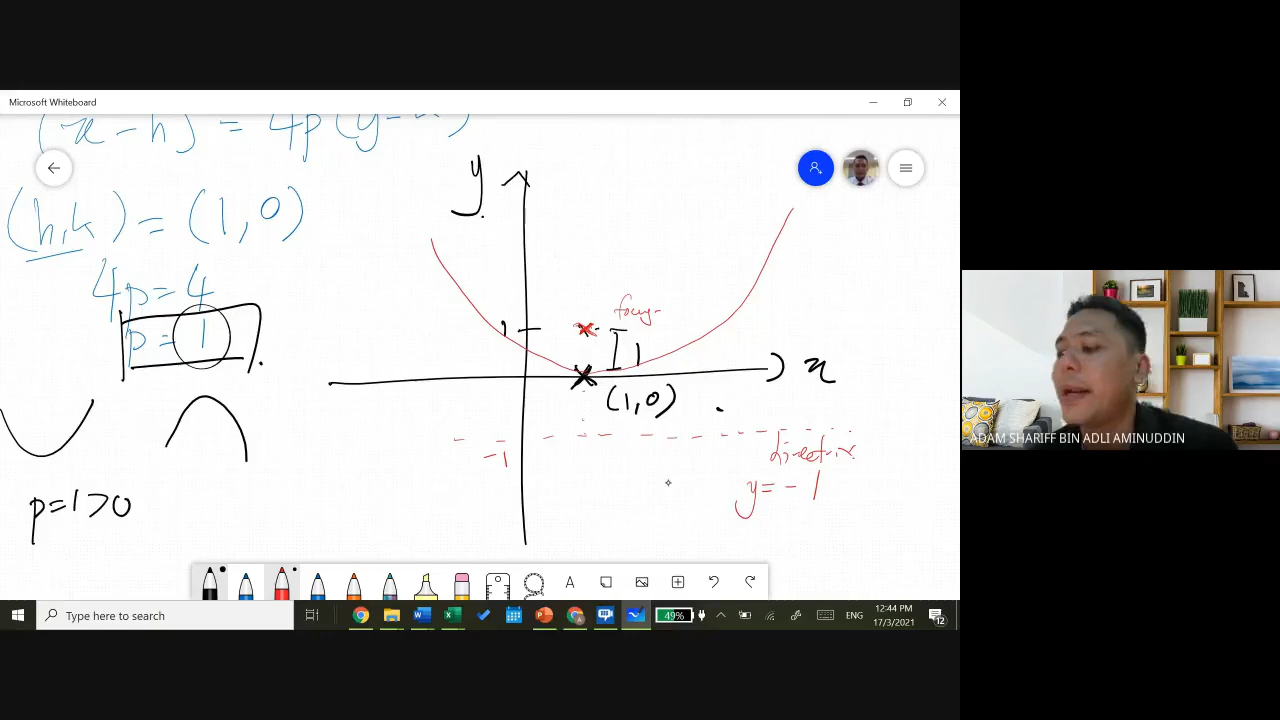 Microsoft Whiteboard
(x-h) = 4p(y-k)
(h,k) = (1,0)
4p = 4
p = 1
p=1>0
y
1
focus
1
x
(1,0)
-1
directrix
y = -1
ADAM SHARIFF BIN ADLI AMINUDDIN
A
Type here to search
49%
ENG
12:44 PM
17/3/2021
12